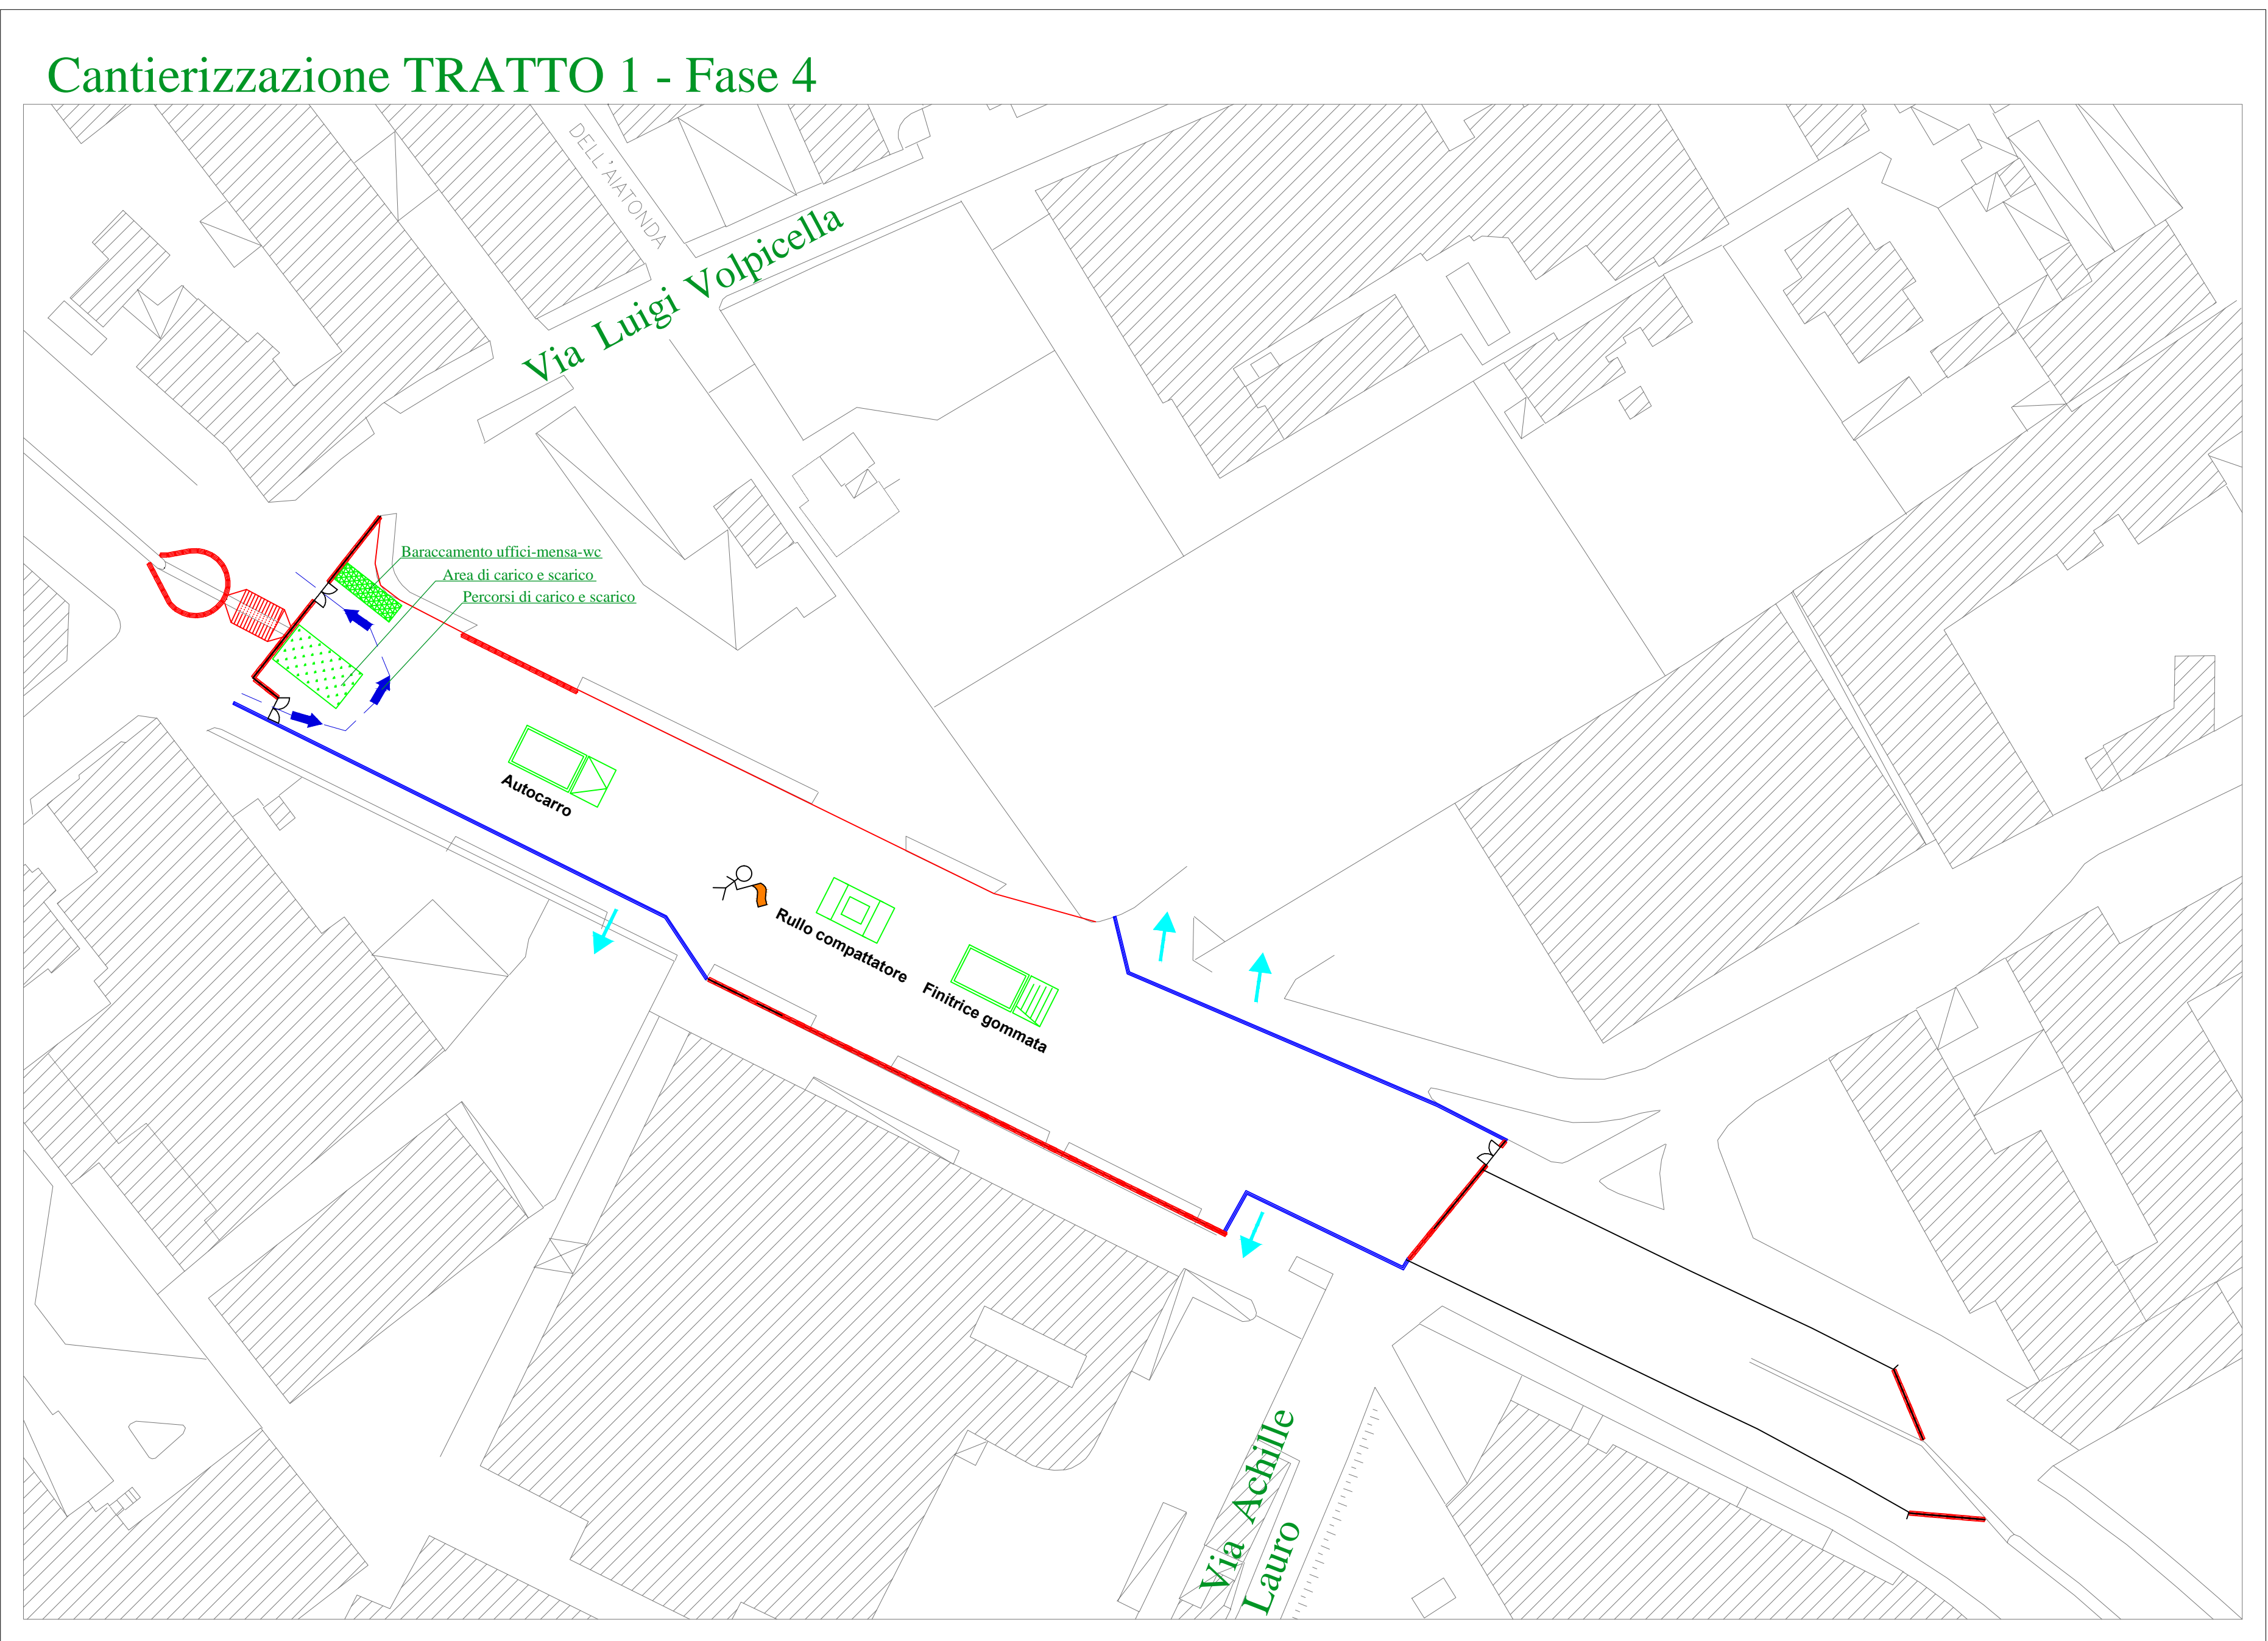 Cantierizzazione TRATTO 1 - Fase 4
DELL'AIATONDA
Via Luigi Volpicella
Baraccamento uffici-mensa-wc
Area di carico e scarico
Percorsi di carico e scarico
Autocarro
Rullo compattatore
Finitrice gommata
Via Achille
Lauro